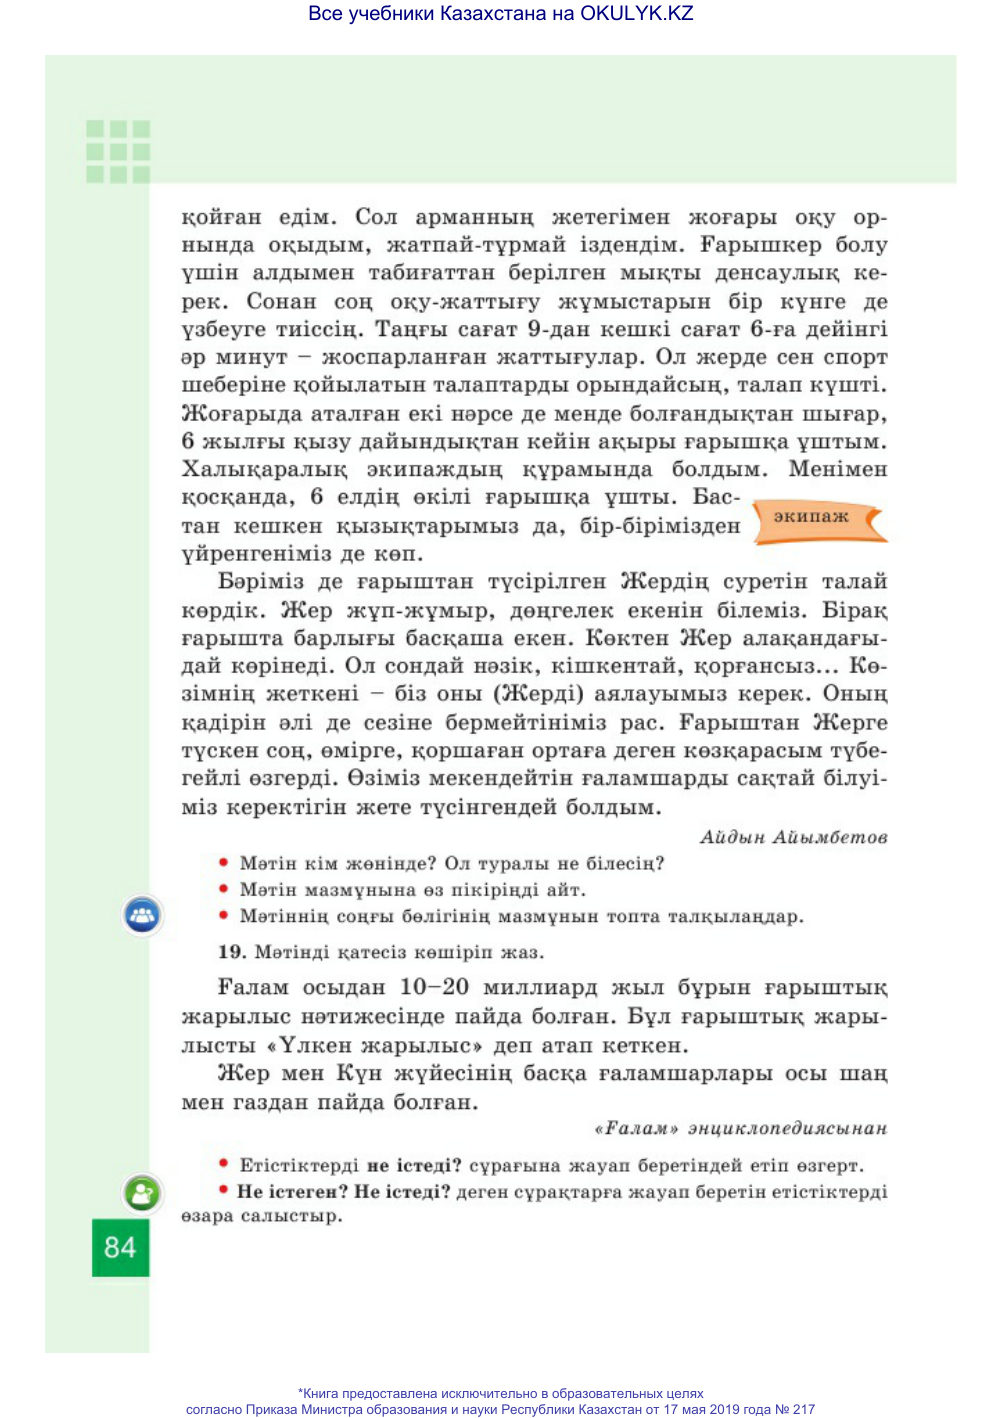 Все учебники Казахстана на OKULYK.KZ
қойған едім. Сол арманның жетегімен жоғары оқу ор-
нында оқыдым, жатпай-тұрмай іздендім. Ғарышкер болу
үшін алдымен табиғаттан берілген мықты денсаулық ке-
рек. Сонан соң оқу-жаттығу жұмыстарын бір күнге де
үзбеуге тиіссің. Таңғы сағат 9-дан кешкі сағат 6-ға дейінгі
әр минут – жоспарланған жаттығулар. Ол жерде сен спорт
шеберіне қойылатын талаптарды орындайсың, талап күшті.
Жоғарыда аталған екі нәрсе де менде болғандықтан шығар,
6 жылғы қызу дайындықтан кейін ақыры ғарышқа ұштым.
Халықаралық экипаждың құрамында болдым. Менімен
қосқанда, 6 елдің өкілі ғарышқа ұшты. Бас-
тан кешкен қызықтарымыз да, бір-бірімізден
үйренгеніміз де көп.
экипаж
Бәріміз де ғарыштан түсірілген Жердің суретін талай
көрдік. Жер жұп-жұмыр, дөңгелек екенін білеміз. Бірақ
ғарышта барлығы басқаша екен. Көктен Жер алақандағы-
дай көрінеді. Ол сондай нәзік, кішкентай, қорғансыз... Кө-
зімнің жеткені – біз оны (Жерді) аялауымыз керек. Оның
қадірін әлі де сезіне бермейтініміз рас. Ғарыштан Жерге
түскен соң, өмірге, қоршаған ортаға деген көзқарасым түбе-
гейлі өзгерді. Өзіміз мекендейтін ғаламшарды сақтай білуі-
міз керектігін жете түсінгендей болдым.
Айдын Айымбетов
• Мәтін кім жөнінде? Ол туралы не білесің?
• Мәтін мазмұнына өз пікіріңді айт.
• Мәтіннің соңғы бөлігінің мазмұнын топта талқылаңдар.
19. Мәтінді қатесіз көшіріп жаз.
Ғалам осыдан 10–20 миллиард жыл бұрын ғарыштық
жарылыс нәтижесінде пайда болған. Бұл ғарыштық жары-
лысты «Үлкен жарылыс» деп атап кеткен.
Жер мен Күн жүйесінің басқа ғаламшарлары осы шаң
мен газдан пайда болған.
«Ғалам» энциклопедиясынан
• Етістіктерді не істеді? сұрағына жауап беретіндей етіп өзгерт.
• Не істеген? Не істеді? деген сұрақтарға жауап беретін етістіктерді
өзара салыстыр.
84
*Книга предоставлена исключительно в образовательных целях
согласно Приказа Министра образования и науки Республики Казахстан от 17 мая 2019 года № 217